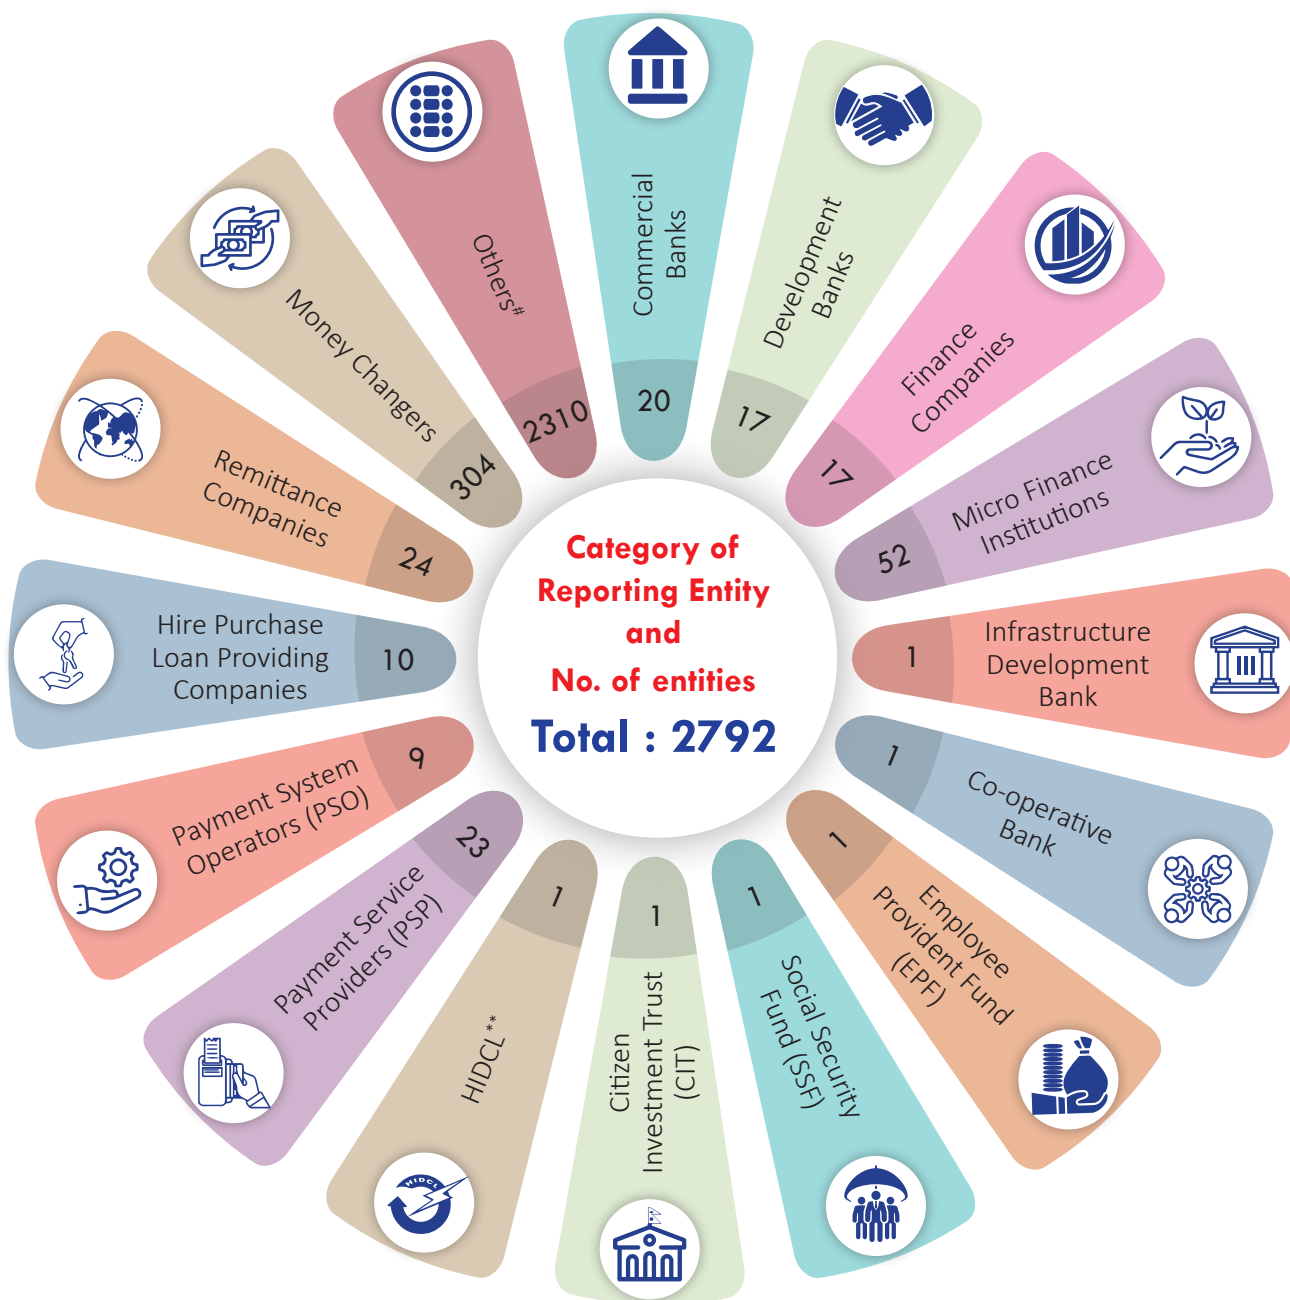 Category of
Reporting Entity
and
No. of entities
Total : 2792
Commercial
Banks
20
Development
Banks
17
Finance
Companies
17
Micro Finance
Institutions
52
Infrastructure
Development
Bank
1
Co-operative
Bank
1
Employee
Provident Fund
(EPF)
1
Social Security
Fund (SSF)
1
Citizen
Investment Trust
(CIT)
1
HIDCL**
1
HIDCL
Payment Service
Providers (PSP)
23
Payment System
Operators (PSO)
9
Hire Purchase
Loan Providing
Companies
10
Remittance
Companies
24
Money Changers
304
Others#
2310